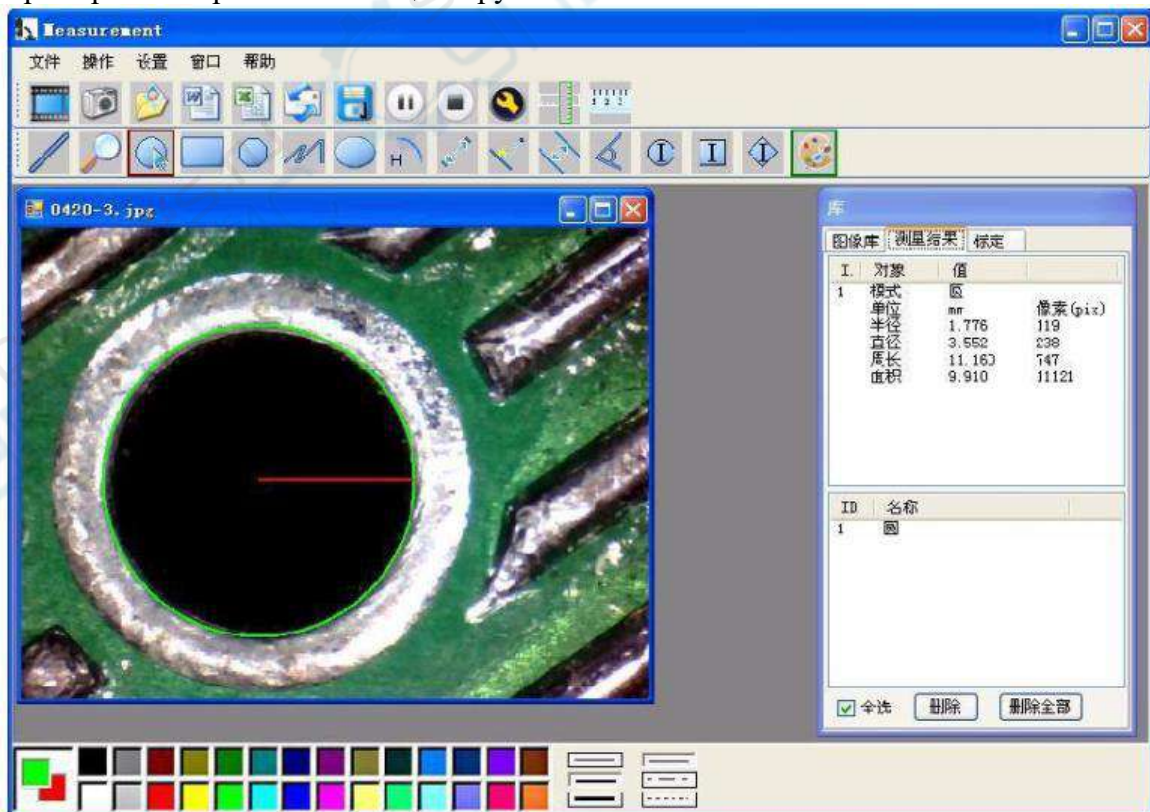 Measurement
文件 操作 设置 窗口 帮助
H
0420-3.jpg
库
图像库 测量结果 标定
I. 对象 值
1 模式 圆
单位 mm 像素(pix)
半径 1.776 119
直径 3.552 238
周长 11.160 747
面积 9.910 11121
ID 名称
1 圆
全选 删除 删除全部